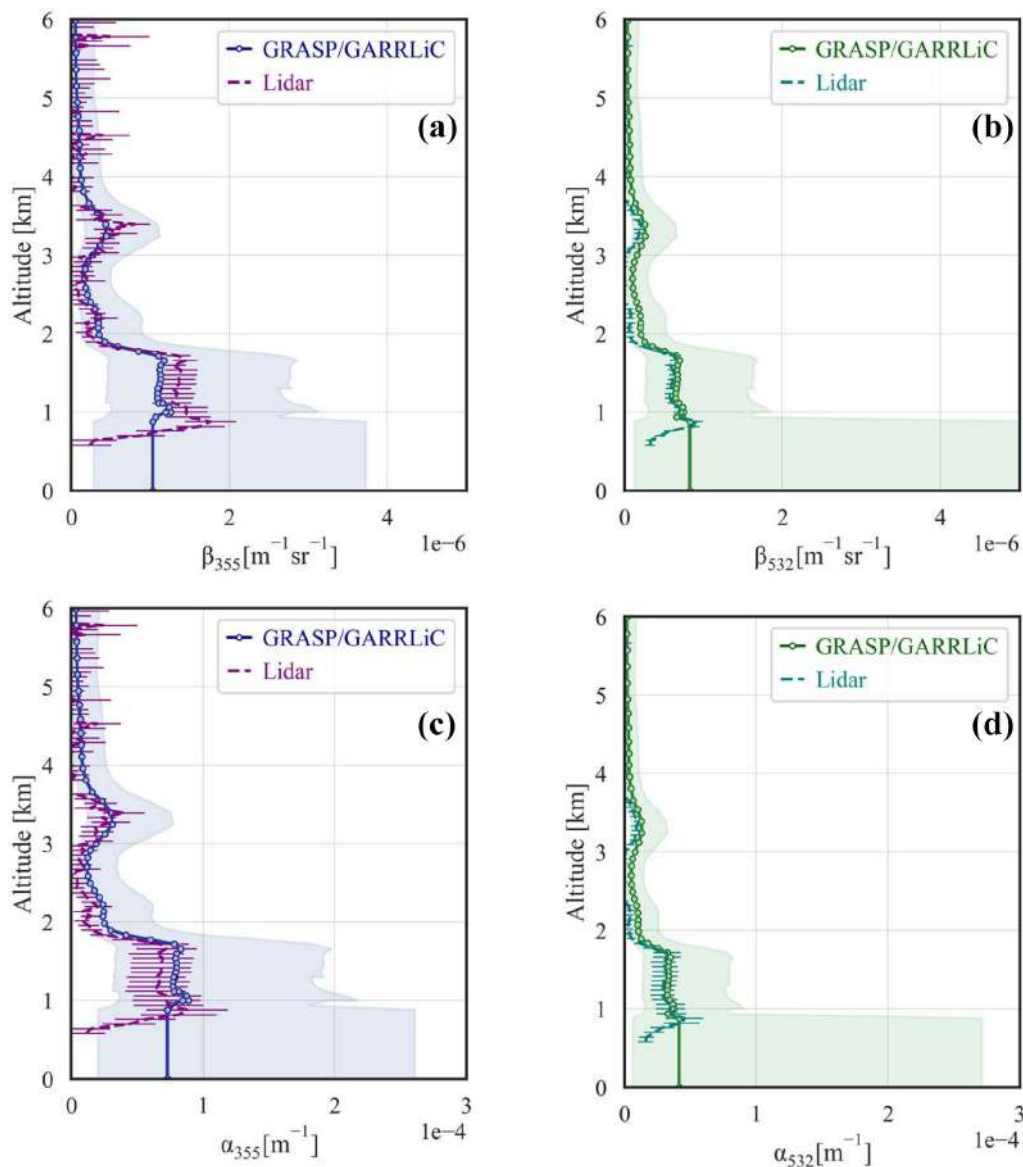 6
5
4
3
2
1
0
Altitude [km]
GRASP/GARRLiC
Lidar
(a)
0 2 4
1e−6
β355[m−1sr−1]
6
5
4
3
2
1
0
Altitude [km]
GRASP/GARRLiC
Lidar
(b)
0 2 4
1e−6
β532[m−1sr−1]
6
5
4
3
2
1
0
Altitude [km]
GRASP/GARRLiC
Lidar
(c)
0 1 2 3
1e−4
α355[m−1]
6
5
4
3
2
1
0
Altitude [km]
GRASP/GARRLiC
Lidar
(d)
0 1 2 3
1e−4
α532[m−1]